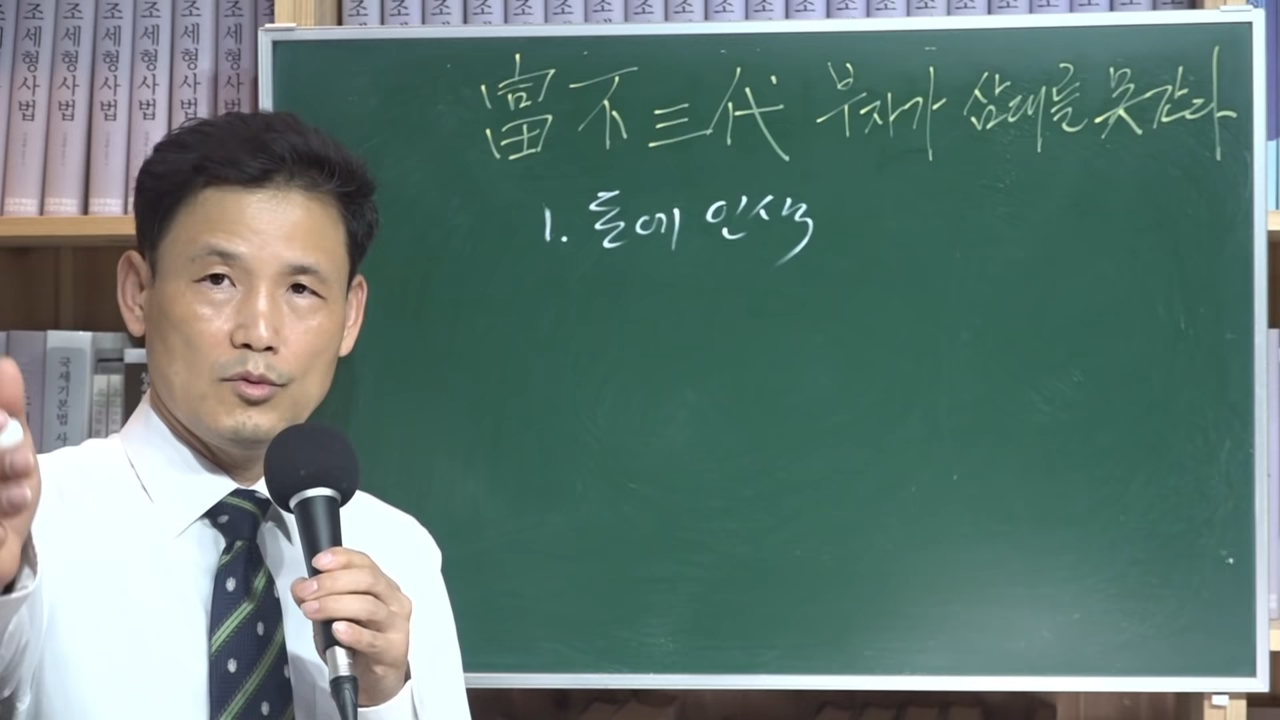 조세형사법 조세형사법 조세형사법 조세형사법 조세형사법 조세형사법
富不三代 부자가 삼대를 못간다
1. 돈에 인색
국세기본법